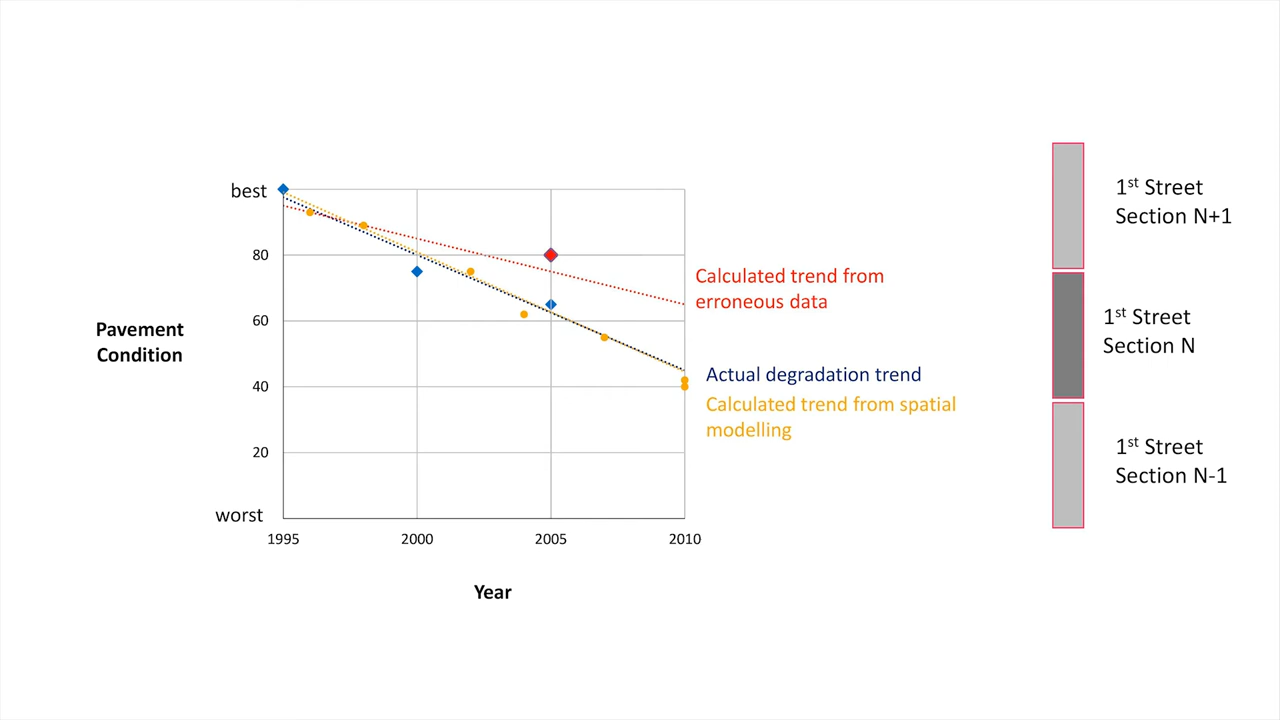 best
80
60
40
20
worst
1995 2000 2005 2010
Pavement
Condition
Year
Calculated trend from
erroneous data
Actual degradation trend
Calculated trend from spatial
modelling
1st Street
Section N+1
1st Street
Section N
1st Street
Section N-1